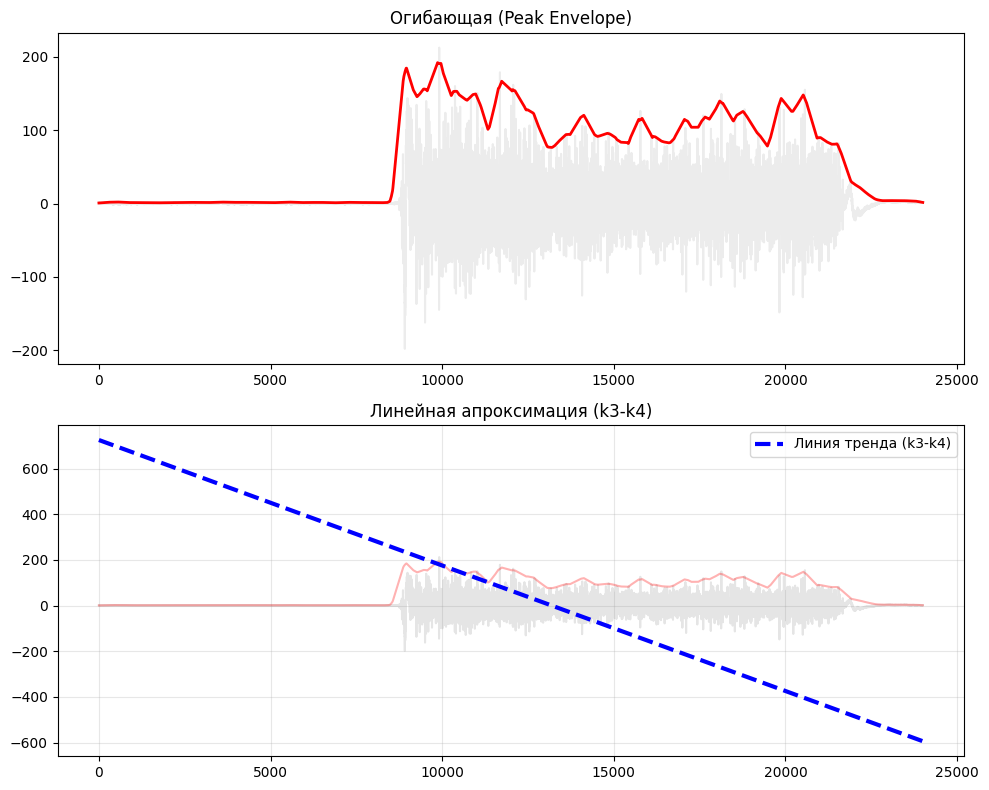 Огибающая (Peak Envelope)
200
100
0
−100
−200
0 5000 10000 15000 20000 25000
Линейная апроксимация (k3-k4)
Линия тренда (k3-k4)
600
400
200
0
−200
−400
−600
0 5000 10000 15000 20000 25000